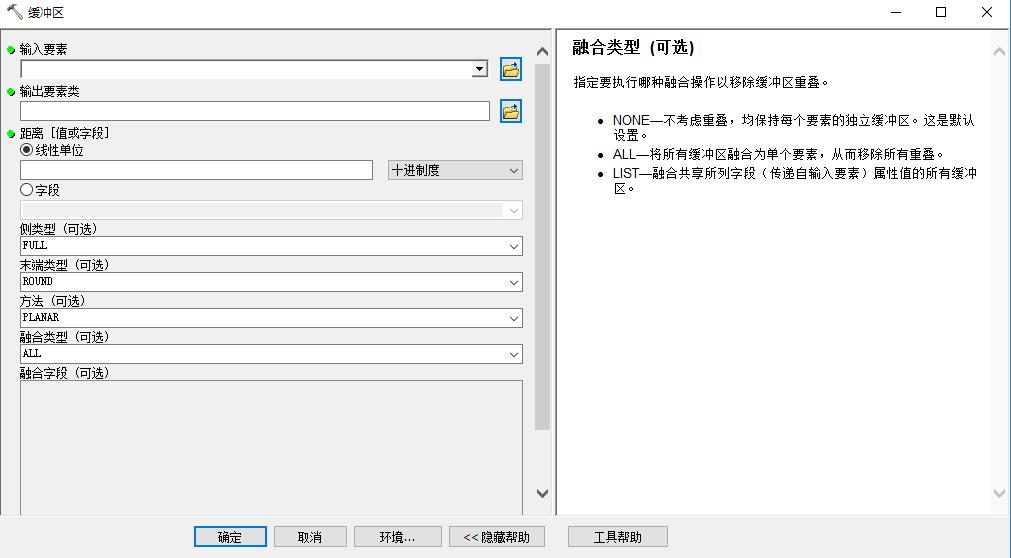 缓冲区
输入要素
输出要素类
距离 [值或字段]
线性单位
十进制度
字段
侧类型 (可选)
FULL
末端类型 (可选)
ROUND
方法 (可选)
PLANAR
融合类型 (可选)
ALL
融合字段 (可选)
融合类型 (可选)
指定要执行哪种融合操作以移除缓冲区重叠。
• NONE—不考虑重叠，均保持每个要素的独立缓冲区。这是默认
设置。
• ALL—将所有缓冲区融合为单个要素，从而移除所有重叠。
• LIST—融合共享所列字段（传递自输入要素）属性值的所有缓冲
区。
确定
取消
环境...
<< 隐藏帮助
工具帮助